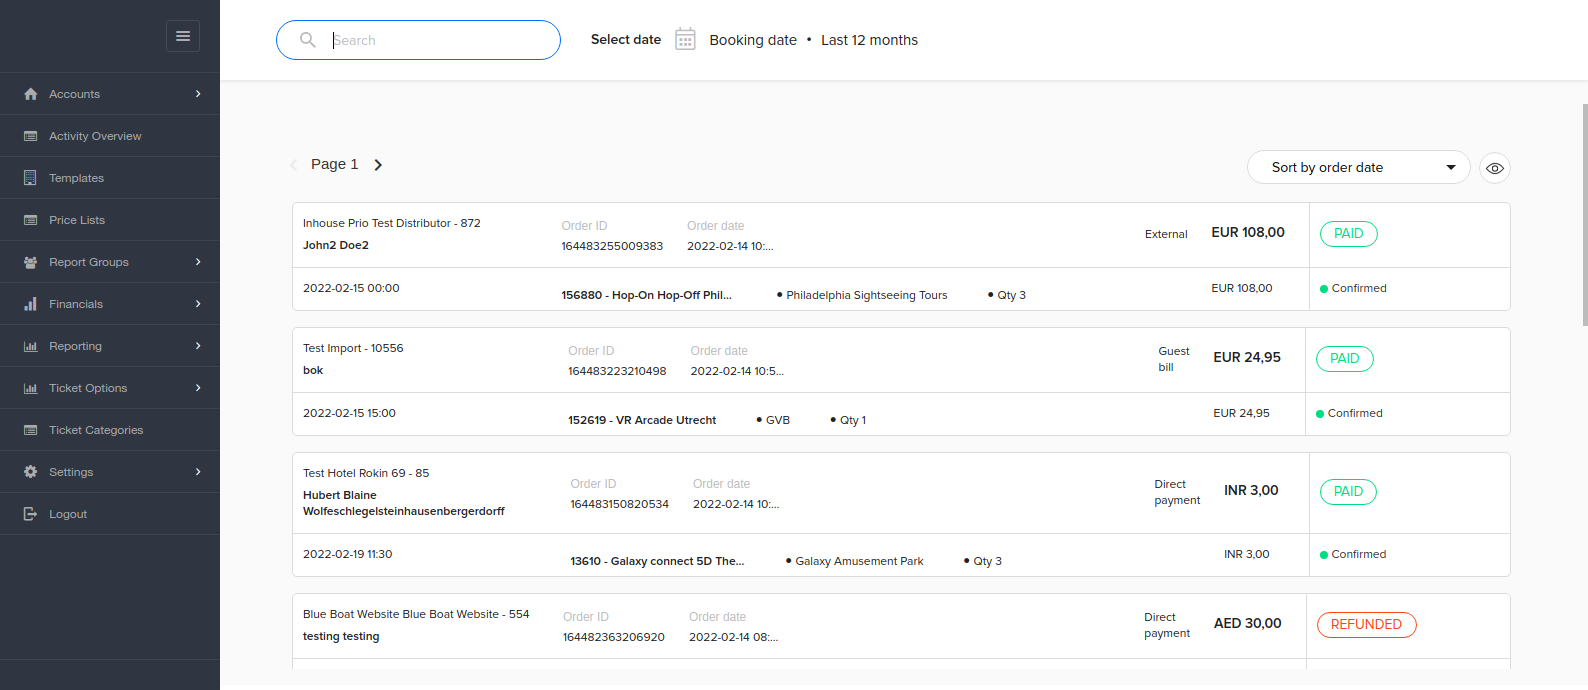 Search
Select date Booking date • Last 12 months
Accounts
Activity Overview
Templates
Price Lists
Report Groups
Financials
Reporting
Ticket Options
Ticket Categories
Settings
Logout
Page 1
Sort by order date
Inhouse Prio Test Distributor - 872
John2 Doe2
Order ID
164483255009383
Order date
2022-02-14 10:...
External
EUR 108,00
PAID
2022-02-15 00:00
156880 - Hop-On Hop-Off Phil...
• Philadelphia Sightseeing Tours
• Qty 3
EUR 108,00
Confirmed
Test Import - 10556
bok
Order ID
164483223210498
Order date
2022-02-14 10:5...
Guest
bill
EUR 24,95
PAID
2022-02-15 15:00
152619 - VR Arcade Utrecht
• GVB
• Qty 1
EUR 24,95
Confirmed
Test Hotel Rokin 69 - 85
Hubert Blaine
Wolfeschlegelsteinhausenbergerdorff
Order ID
164483150820534
Order date
2022-02-14 10:...
Direct
payment
INR 3,00
PAID
2022-02-19 11:30
13610 - Galaxy connect 5D The...
• Galaxy Amusement Park
• Qty 3
INR 3,00
Confirmed
Blue Boat Website Blue Boat Website - 554
testing testing
Order ID
164482363206920
Order date
2022-02-14 08:...
Direct
payment
AED 30,00
REFUNDED